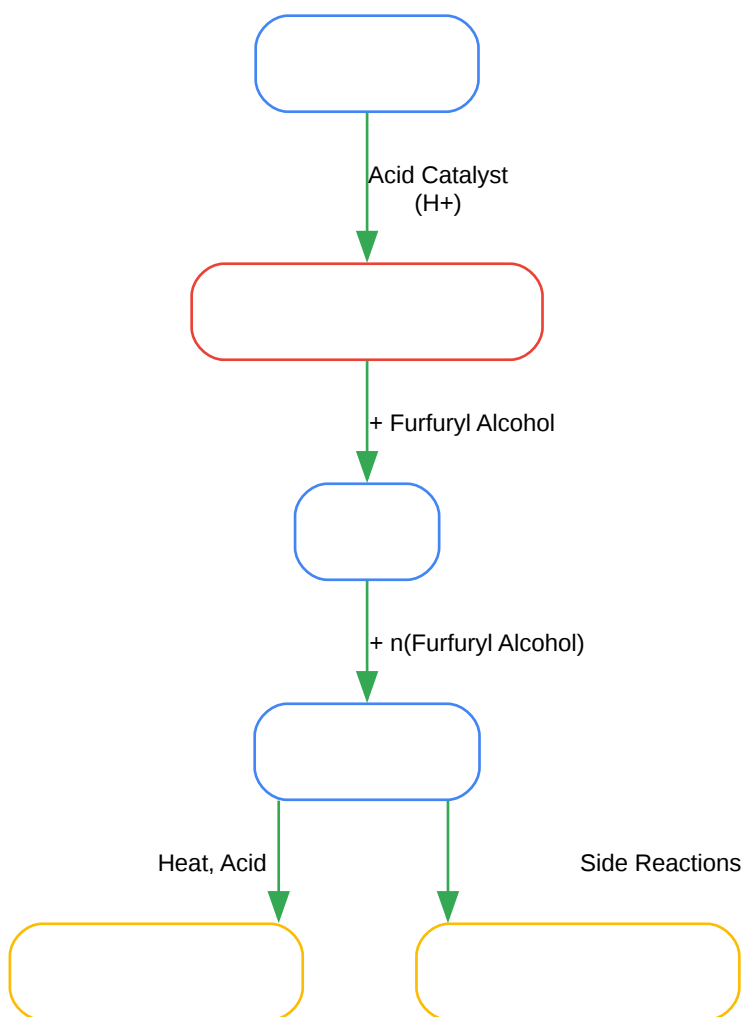 Acid Catalyst
(H+)
+ Furfuryl Alcohol
+ n(Furfuryl Alcohol)
Heat, Acid
Side Reactions